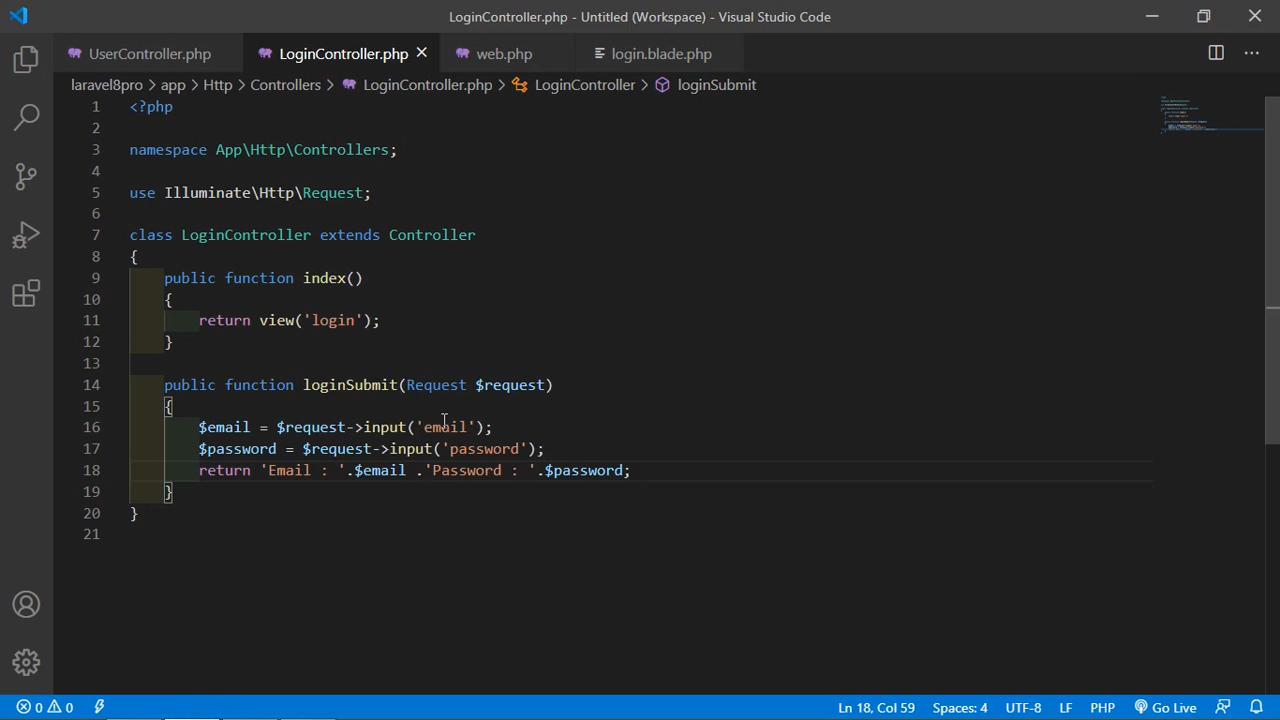 LoginController.php - Untitled (Workspace) - Visual Studio Code
UserController.php LoginController.php web.php login.blade.php
laravel8pro > app > Http > Controllers > LoginController.php > LoginController > loginSubmit
1 <?php
2
3 namespace App\Http\Controllers;
4
5 use Illuminate\Http\Request;
6
7 class LoginController extends Controller
8 {
9 public function index()
10 {
11 return view('login');
12 }
13
14 public function loginSubmit(Request $request)
15 {
16 $email = $request->input('email');
17 $password = $request->input('password');
18 return 'Email : '.$email .'Password : '.$password;
19 }
20 }
21
0 0 Ln 18, Col 59 Spaces: 4 UTF-8 LF PHP Go Live